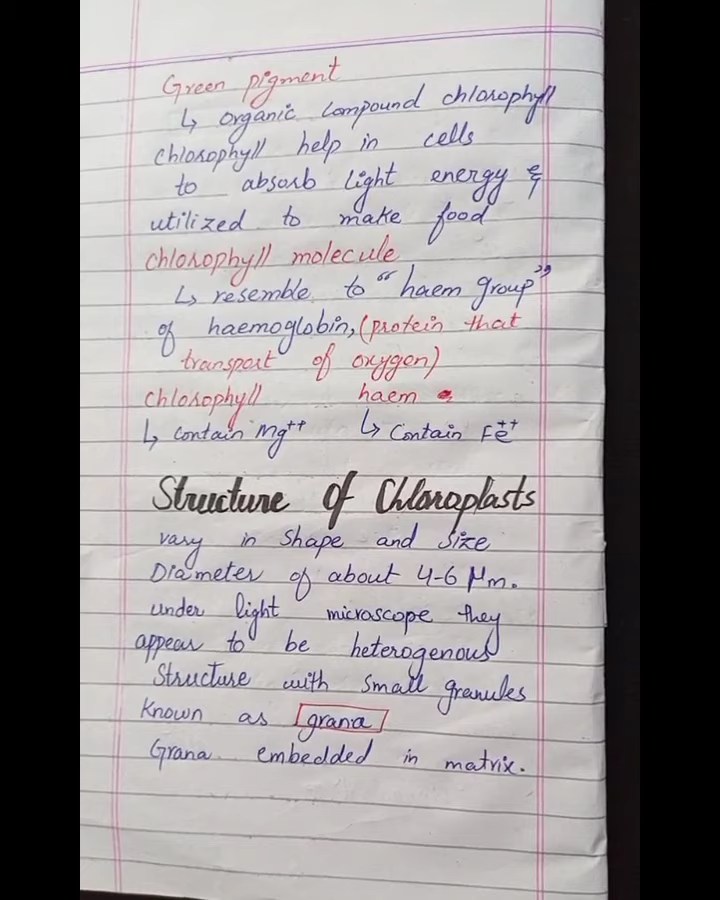 Green pigment
↳ organic compound chlorophyll
chlorophyll help in cells
to absorb light energy &
utilized to make food
chlorophyll molecule
↳ resemble to "haem group"
of haemoglobin, (protein that
transport of oxygen)
chlorophyll haem
↳ contain Mg++ ↳ Contain Fe++
Structure of Chloroplasts
vary in shape and size
Diameter of about 4-6 μm.
under light microscope they
appear to be heterogenous
Structure with small granules
known as grana
Grana embedded in matrix.